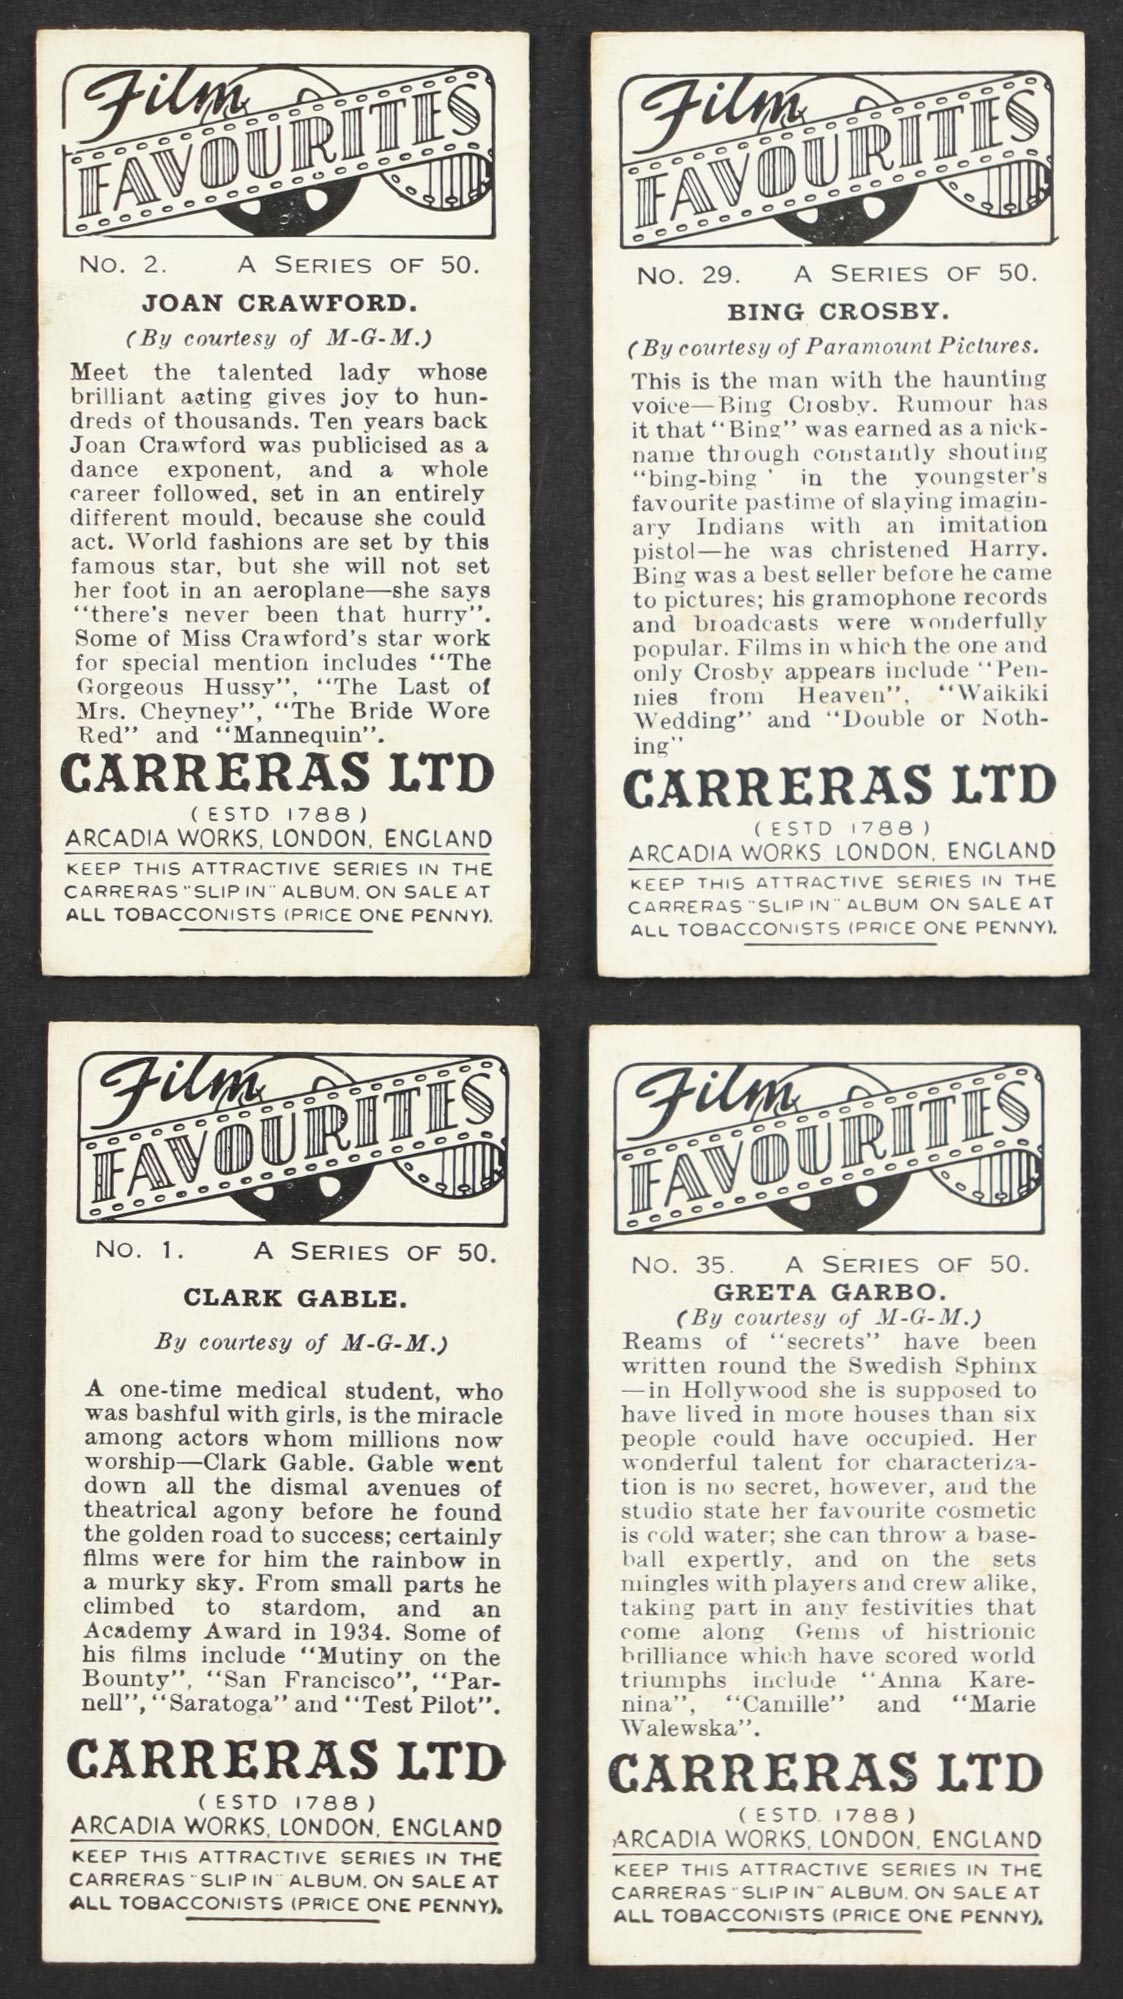 Film
FAVOURITES
No. 2. A SERIES OF 50.
JOAN CRAWFORD.
(By courtesy of M-G-M.)
Meet the talented lady whose
brilliant acting gives joy to hun-
dreds of thousands. Ten years back
Joan Crawford was publicised as a
dance exponent, and a whole
career followed, set in an entirely
different mould, because she could
act. World fashions are set by this
famous star, but she will not set
her foot in an aeroplane—she says
"there's never been that hurry".
Some of Miss Crawford's star work
for special mention includes "The
Gorgeous Hussy", "The Last of
Mrs. Cheyney", "The Bride Wore
Red" and "Mannequin".
CARRERAS LTD
(ESTD 1788)
ARCADIA WORKS, LONDON, ENGLAND
KEEP THIS ATTRACTIVE SERIES IN THE
CARRERAS "SLIP IN" ALBUM, ON SALE AT
ALL TOBACCONISTS (PRICE ONE PENNY).
Film
FAVOURITES
No. 29. A SERIES OF 50.
BING CROSBY.
(By courtesy of Paramount Pictures.
This is the man with the haunting
voice—Bing Crosby. Rumour has
it that "Bing" was earned as a nick-
name through constantly shouting
"bing-bing ' in the youngster's
favourite pastime of slaying imagin-
ary Indians with an imitation
pistol—he was christened Harry.
Bing was a best seller before he came
to pictures; his gramophone records
and broadcasts were wonderfully
popular. Films in which the one and
only Crosby appears include "Pen-
nies from Heaven", "Waikiki
Wedding" and "Double or Noth-
ing"
CARRERAS LTD
(ESTD 1788)
ARCADIA WORKS LONDON, ENGLAND
KEEP THIS ATTRACTIVE SERIES IN THE
CARRERAS "SLIP IN" ALBUM ON SALE AT
ALL TOBACCONISTS (PRICE ONE PENNY).
Film
FAVOURITES
No. 1. A SERIES OF 50.
CLARK GABLE.
By courtesy of M-G-M.)
A one-time medical student, who
was bashful with girls, is the miracle
among actors whom millions now
worship—Clark Gable. Gable went
down all the dismal avenues of
theatrical agony before he found
the golden road to success; certainly
films were for him the rainbow in
a murky sky. From small parts he
climbed to stardom, and an
Academy Award in 1934. Some of
his films include "Mutiny on the
Bounty", "San Francisco", "Par-
nell", "Saratoga" and "Test Pilot".
CARRERAS LTD
(ESTD 1788)
ARCADIA WORKS, LONDON, ENGLAND
KEEP THIS ATTRACTIVE SERIES IN THE
CARRERAS "SLIP IN" ALBUM, ON SALE AT
ALL TOBACCONISTS (PRICE ONE PENNY).
Film
FAVOURITES
No. 35. A SERIES OF 50.
GRETA GARBO.
(By courtesy of M-G-M.)
Reams of "secrets" have been
written round the Swedish Sphinx
—in Hollywood she is supposed to
have lived in more houses than six
people could have occupied. Her
wonderful talent for characteriza-
tion is no secret, however, and the
studio state her favourite cosmetic
is cold water; she can throw a base-
ball expertly, and on the sets
mingles with players and crew alike,
taking part in any festivities that
come along Gems of histrionic
brilliance which have scored world
triumphs include "Anna Kare-
nina", "Camille" and "Marie
Walewska".
CARRERAS LTD
(ESTD. 1788)
ARCADIA WORKS, LONDON, ENGLAND
KEEP THIS ATTRACTIVE SERIES IN THE
CARRERAS "SLIP IN" ALBUM, ON SALE AT
ALL TOBACCONISTS (PRICE ONE PENNY).